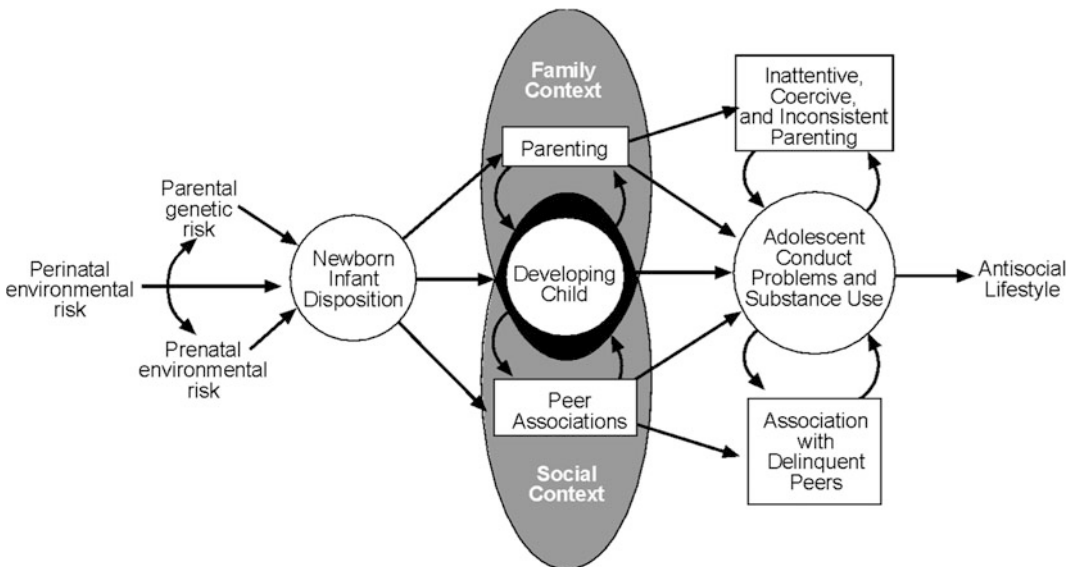 Parental
genetic
risk
Perinatal
environmental
risk
Prenatal
environmental
risk
Newborn
Infant
Disposition
Family
Context
Parenting
Developing
Child
Peer
Associations
Social
Context
Inattentive,
Coercive,
and Inconsistent
Parenting
Adolescent
Conduct
Problems and
Substance Use
Association
with
Delinquent
Peers
Antisocial
Lifestyle